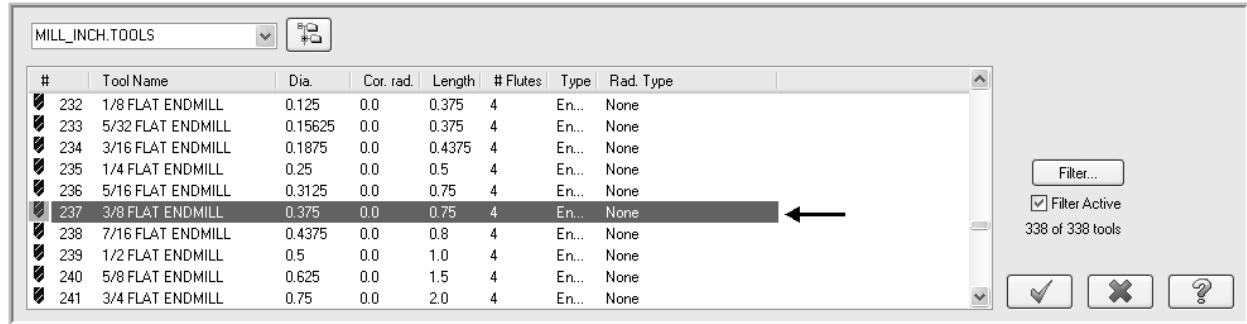 MILL_INCH.TOOLS
# Tool Name Dia. Cor. rad. Length # Flutes Type Rad. Type
232 1/8 FLAT ENDMILL 0.125 0.0 0.375 4 En... None
233 5/32 FLAT ENDMILL 0.15625 0.0 0.375 4 En... None
234 3/16 FLAT ENDMILL 0.1875 0.0 0.4375 4 En... None
235 1/4 FLAT ENDMILL 0.25 0.0 0.5 4 En... None
236 5/16 FLAT ENDMILL 0.3125 0.0 0.75 4 En... None
237 3/8 FLAT ENDMILL 0.375 0.0 0.75 4 En... None
238 7/16 FLAT ENDMILL 0.4375 0.0 0.8 4 En... None
239 1/2 FLAT ENDMILL 0.5 0.0 1.0 4 En... None
240 5/8 FLAT ENDMILL 0.625 0.0 1.5 4 En... None
241 3/4 FLAT ENDMILL 0.75 0.0 2.0 4 En... None
Filter...
Filter Active
338 of 338 tools